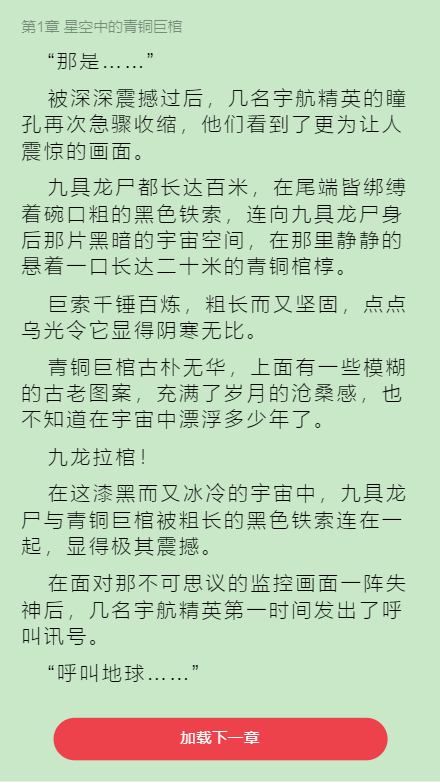 第1章 星空中的青铜巨棺
“那是……”
被深深震撼过后，几名宇航精英的瞳
孔再次急骤收缩，他们看到了更为让人
震惊的画面。
九具龙尸都长达百米，在尾端皆绑缚
着碗口粗的黑色铁索，连向九具龙尸身
后那片黑暗的宇宙空间，在那里静静的
悬着一口长达二十米的青铜棺椁。
巨索千锤百炼，粗长而又坚固，点点
乌光令它显得阴寒无比。
青铜巨棺古朴无华，上面有一些模糊
的古老图案，充满了岁月的沧桑感，也
不知道在宇宙中漂浮多少年了。
九龙拉棺！
在这漆黑而又冰冷的宇宙中，九具龙
尸与青铜巨棺被粗长的黑色铁索连在一
起，显得极其震撼。
在面对那不可思议的监控画面一阵失
神后，几名宇航精英第一时间发出了呼
叫讯号。
“呼叫地球……”
加载下一章